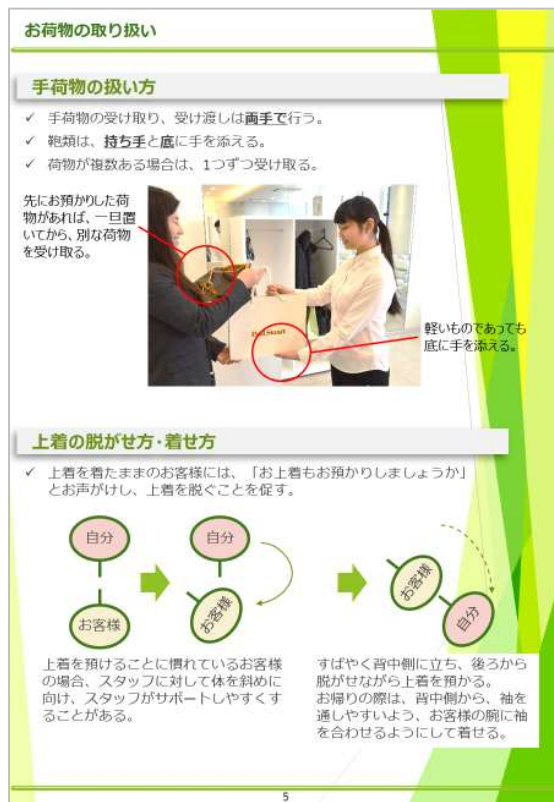 お荷物の取り扱い
手荷物の扱い方
✓ 手荷物の受け取り、受け渡しは両手で行う。
✓ 鞄類は、持ち手と底に手を添える。
✓ 荷物が複数ある場合は、1つずつ受け取る。
先にお預かりした荷
物があれば、一旦置
いてから、別な荷物
を受け取る。
軽いものであっても
底に手を添える。
上着の脱がせ方・着せ方
✓ 上着を着たままのお客様には、「お上着もお預かりしましょうか」
とお声がけし、上着を脱ぐことを促す。
自分
お客様
自分
お客様
お客様
自分
上着を預けることに慣れているお客様
の場合、スタッフに対して体を斜めに
向け、スタッフがサポートしやすくす
ることがある。
すばやく背中側に立ち、後ろから
脱がせながら上着を預かる。
お帰りの際は、背中側から、袖を
通しやすいよう、お客様の腕に袖
を合わせるようにして着せる。
5